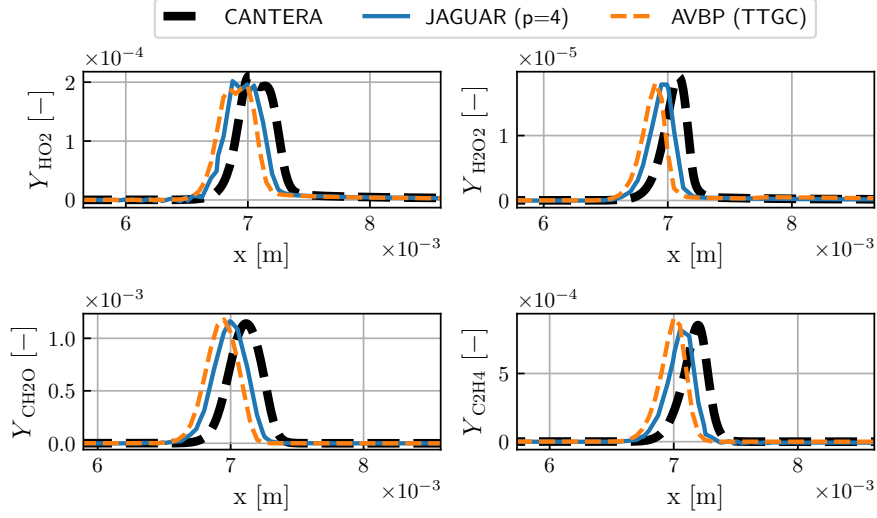 CANTERA JAGUAR (p=4) AVBP (TTGC)
×10⁻⁴ ×10⁻⁵
Y_HO2 [−]
2
1
0
6 7 8
x [m] ×10⁻³
Y_H2O2 [−]
1
0
6 7 8
x [m] ×10⁻³
×10⁻³ ×10⁻⁴
Y_CH2O [−]
1.0
0.5
0.0
6 7 8
x [m] ×10⁻³
Y_C2H4 [−]
5
0
6 7 8
x [m] ×10⁻³